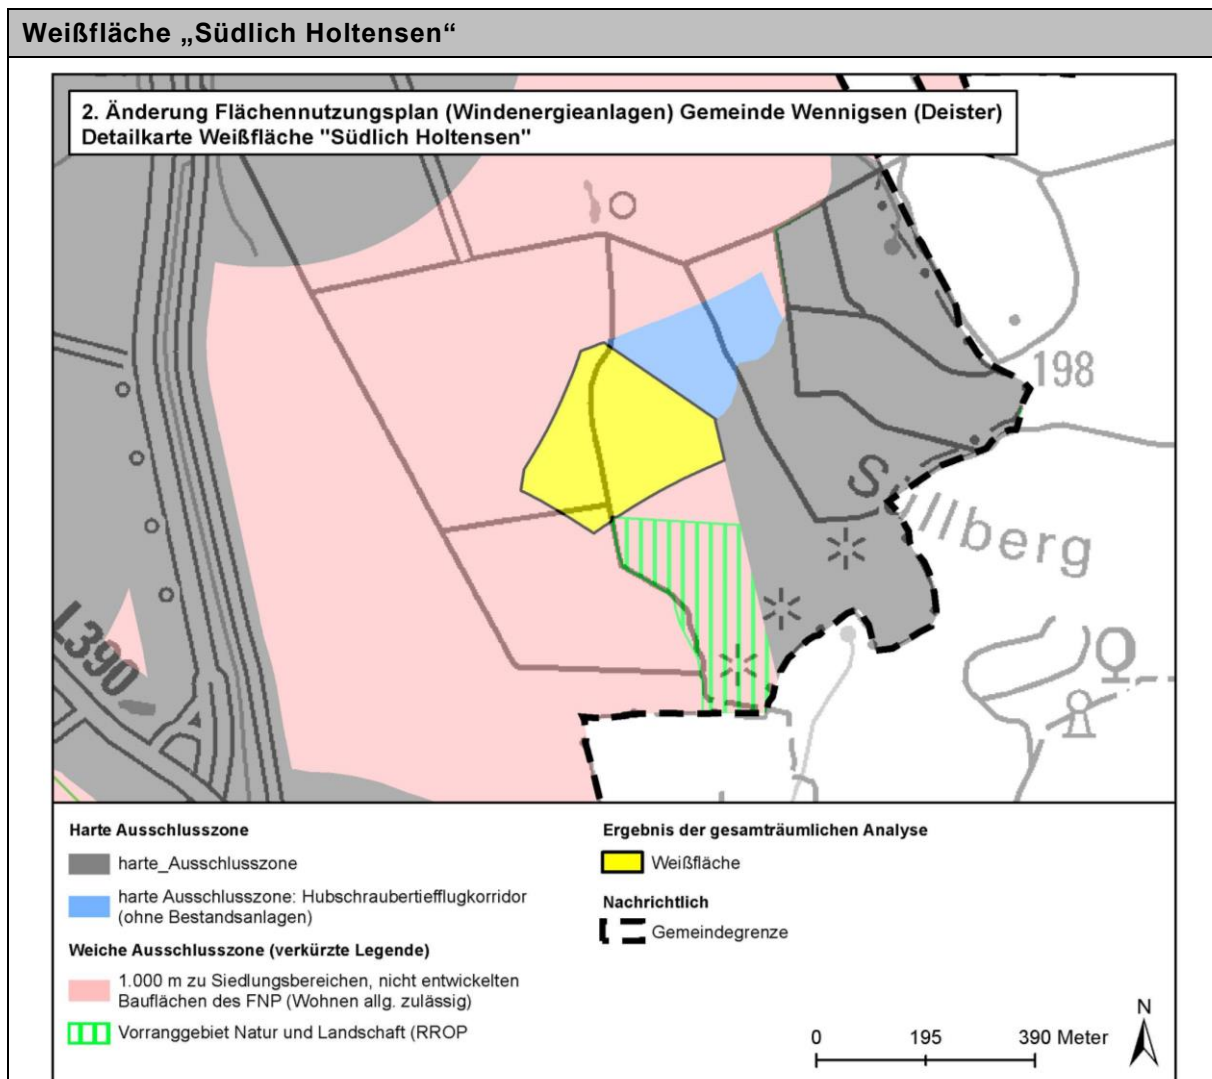 Weißfläche „Südlich Holtensen“
2. Änderung Flächennutzungsplan (Windenergieanlagen) Gemeinde Wennigsen (Deister)
Detailkarte Weißfläche "Südlich Holtensen"
198
Süllberg
L390
Harte Ausschlusszone
harte_Ausschlusszone
harte Ausschlusszone: Hubschraubertiefflugkorridor
(ohne Bestandsanlagen)
Weiche Ausschlusszone (verkürzte Legende)
1.000 m zu Siedlungsbereichen, nicht entwickelten
Bauflächen des FNP (Wohnen allg. zulässig)
Vorranggebiet Natur und Landschaft (RROP
Ergebnis der gesamträumlichen Analyse
Weißfläche
Nachrichtlich
Gemeindegrenze
N
0 195 390 Meter